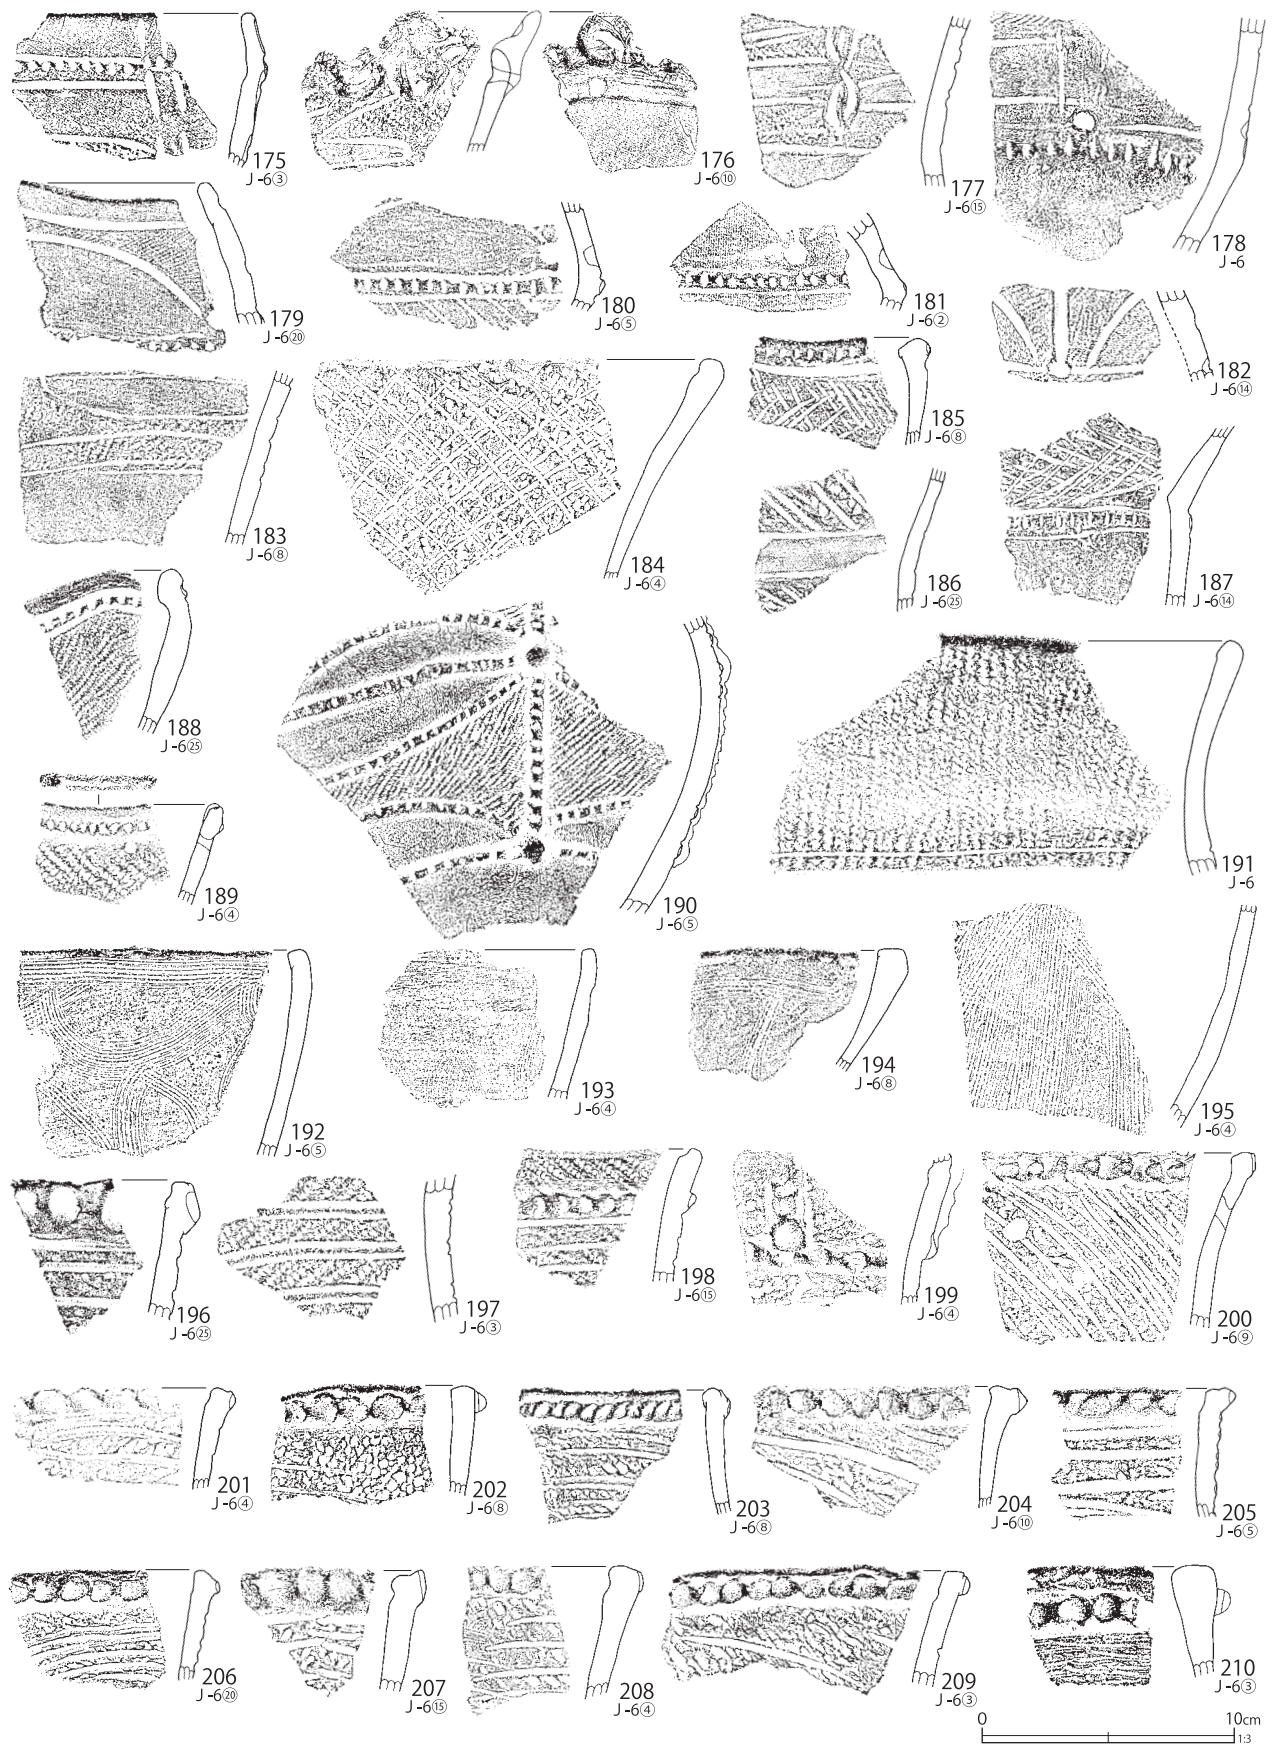 175
J-6③
176
J-6⑩
177
J-6⑮
178
J-6
179
J-6⑳
180
J-6⑤
181
J-6②
182
J-6⑭
183
J-6⑧
184
J-6④
185
J-6⑧
186
J-6㉕
187
J-6⑭
188
J-6㉕
189
J-6④
190
J-6⑤
191
J-6
192
J-6⑤
193
J-6④
194
J-6⑧
195
J-6④
196
J-6㉕
197
J-6③
198
J-6⑮
199
J-6④
200
J-6⑨
201
J-6④
202
J-6⑧
203
J-6⑧
204
J-6⑩
205
J-6⑤
206
J-6⑳
207
J-6⑮
208
J-6④
209
J-6③
210
J-6③
0 10cm
1:3